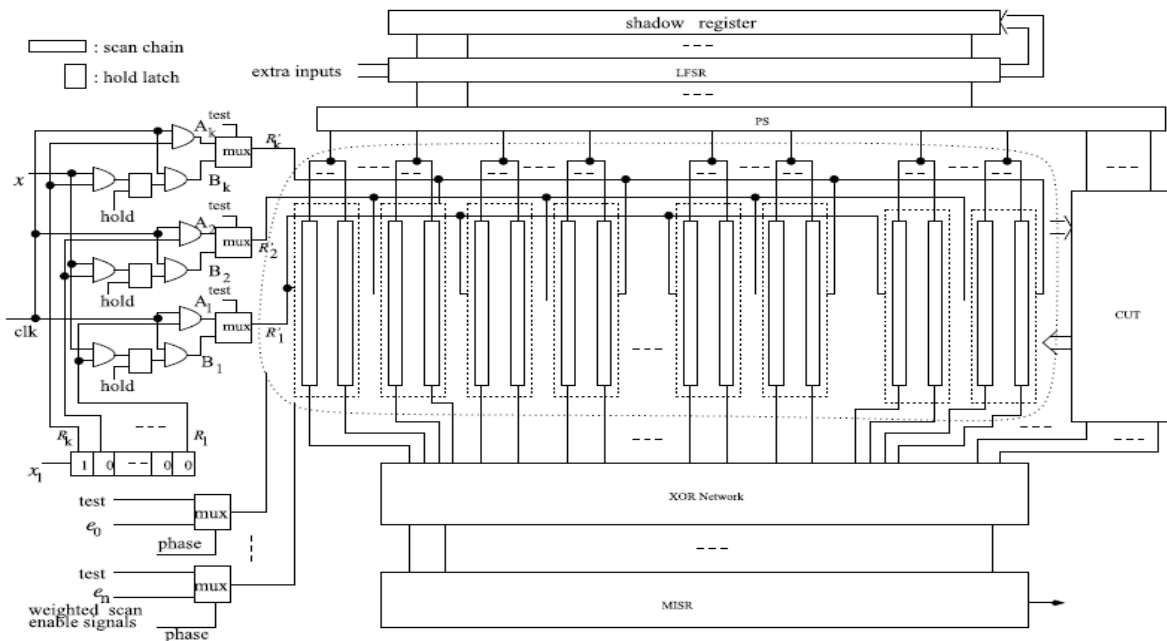 shadow register
: scan chain
LFSR
extra inputs
: hold latch
PS
test
A_k
mux
R'_k
x
B_k
hold
test
A_2
mux
R'_2
B_2
hold
test
A_1
mux
R'_1
clk
B_1
hold
CUT
R_k
R_1
x_1
1 0 0 0
XOR Network
test
mux
e_0
phase
test
mux
e_n
weighted scan
enable signals
phase
MISR